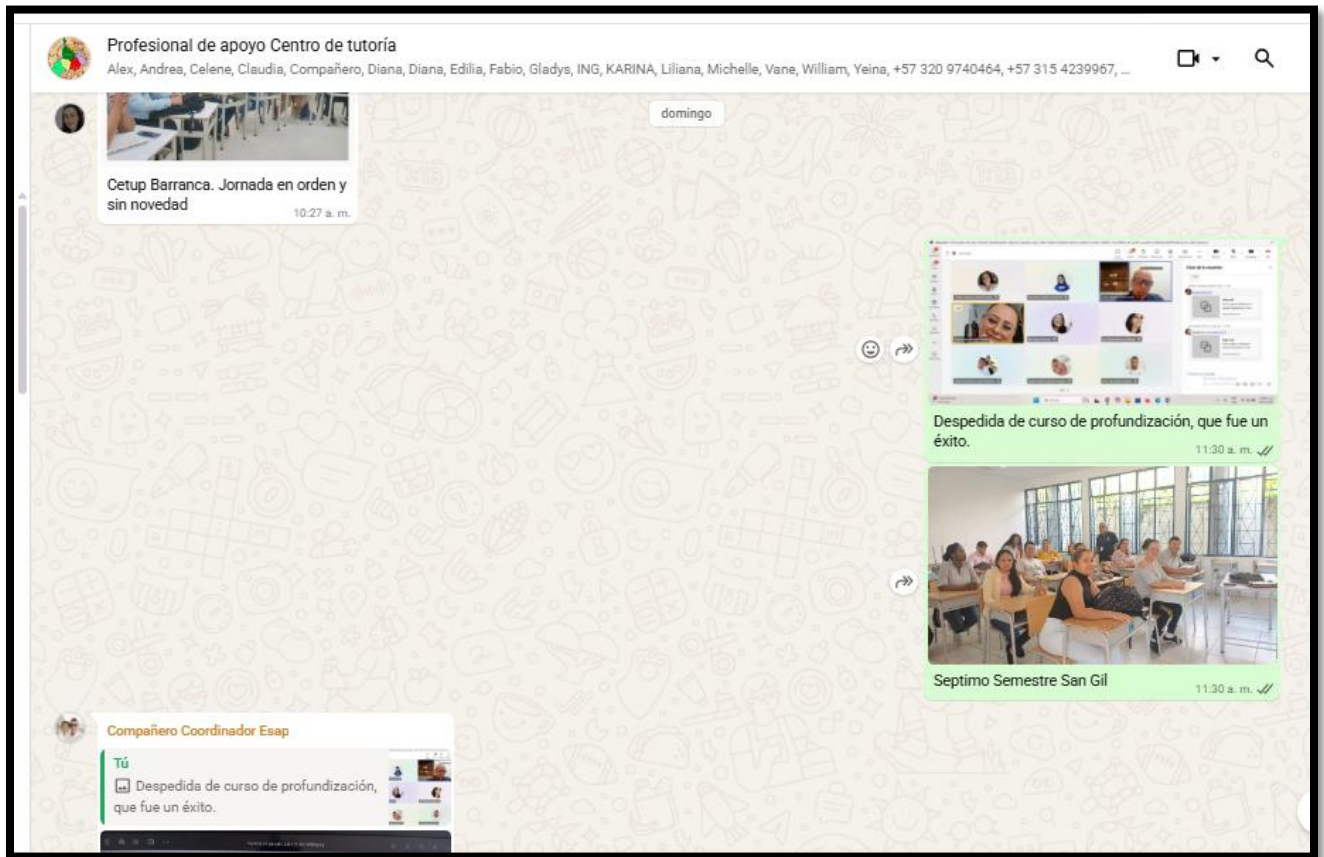 Profesional de apoyo Centro de tutoría
Alex, Andrea, Celene, Claudia, Compañero, Diana, Diana, Edilia, Fabio, Gladys, ING, KARINA, Liliana, Michelle, Vane, William, Yeina, +57 320 9740464, +57 315 4239967, ...
domingo
Cetup Barranca. Jornada en orden y
sin novedad
10:27 a. m.
Despedida de curso de profundización, que fue un
éxito.
11:30 a. m.
Septimo Semestre San Gil
11:30 a. m.
Compañero Coordinador Esap
Tú
Despedida de curso de profundización,
que fue un éxito.